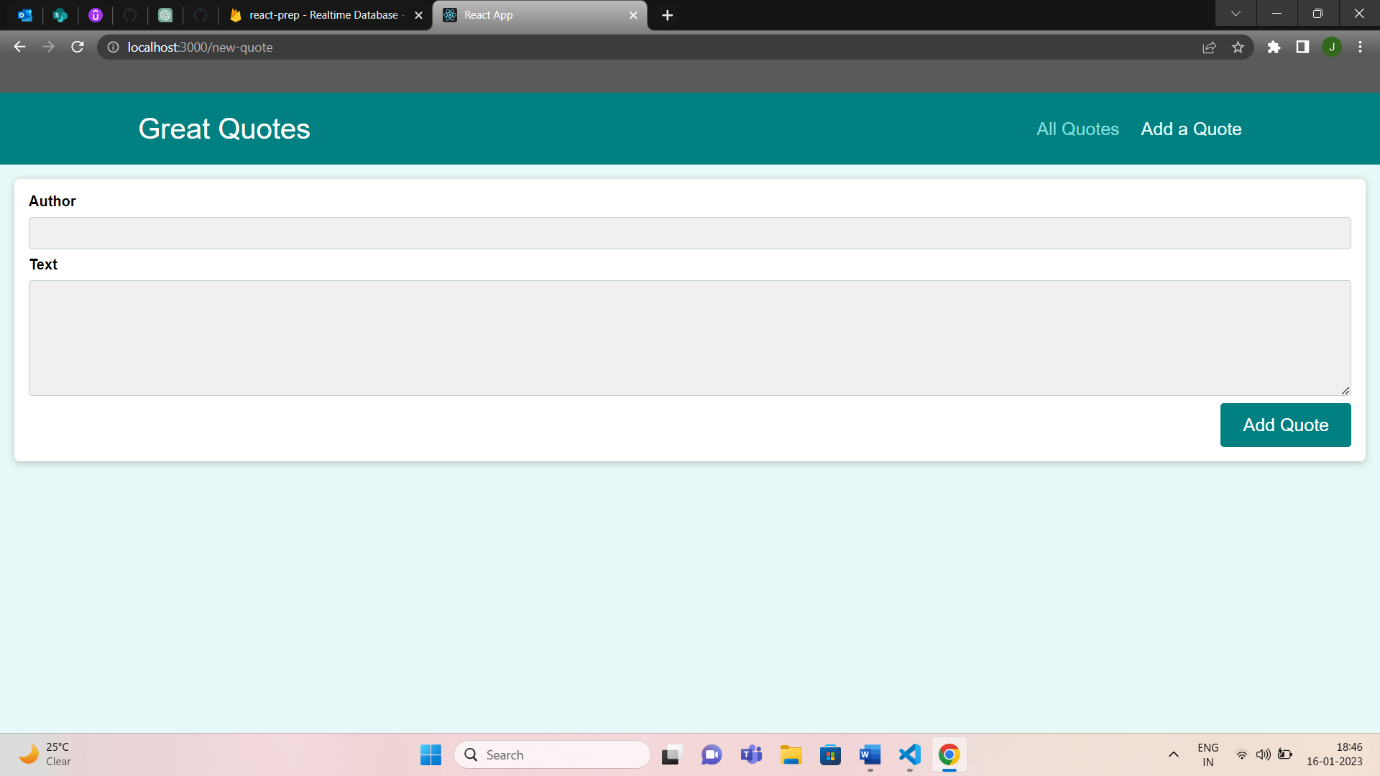 react-prep - Realtime Database -
React App
localhost:3000/new-quote
J
Great Quotes
All Quotes
Add a Quote
Author
Text
Add Quote
25°C
Clear
Search
ENG
IN
18:46
16-01-2023